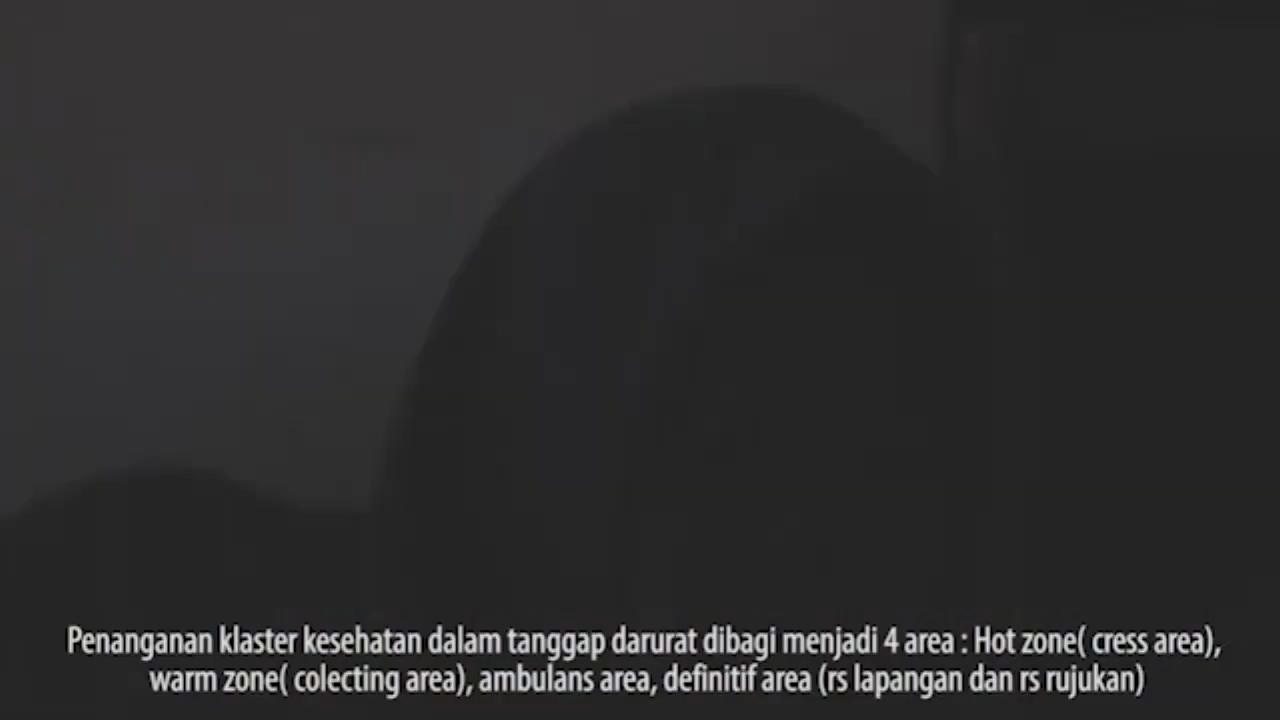 Penanganan klaster kesehatan dalam tanggap darurat dibagi menjadi 4 area : Hot zone( cress area),
warm zone( colecting area), ambulans area, definitif area (rs lapangan dan rs rujukan)